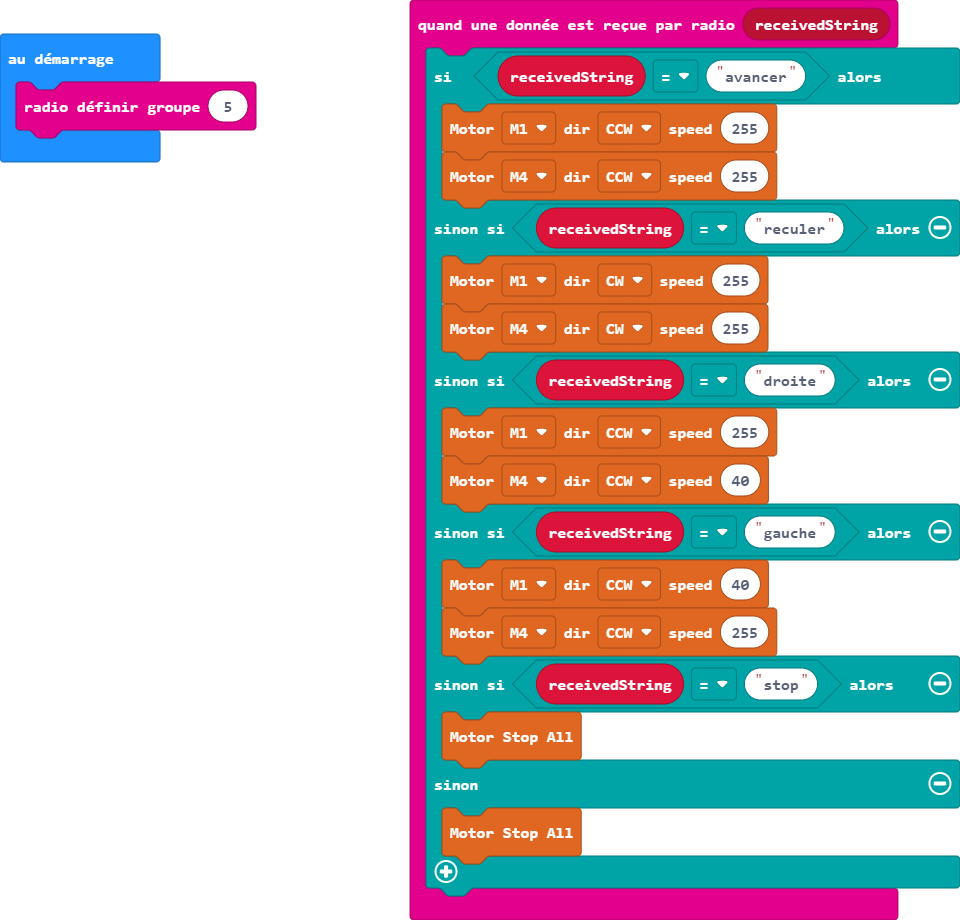 au démarrage
radio définir groupe 5
quand une donnée est reçue par radio receivedString
si receivedString = "avancer" alors
Motor M1 dir CCW speed 255
Motor M4 dir CCW speed 255
sinon si receivedString = "reculer" alors
Motor M1 dir CW speed 255
Motor M4 dir CW speed 255
sinon si receivedString = "droite" alors
Motor M1 dir CCW speed 255
Motor M4 dir CCW speed 40
sinon si receivedString = "gauche" alors
Motor M1 dir CCW speed 40
Motor M4 dir CCW speed 255
sinon si receivedString = "stop" alors
Motor Stop All
sinon
Motor Stop All